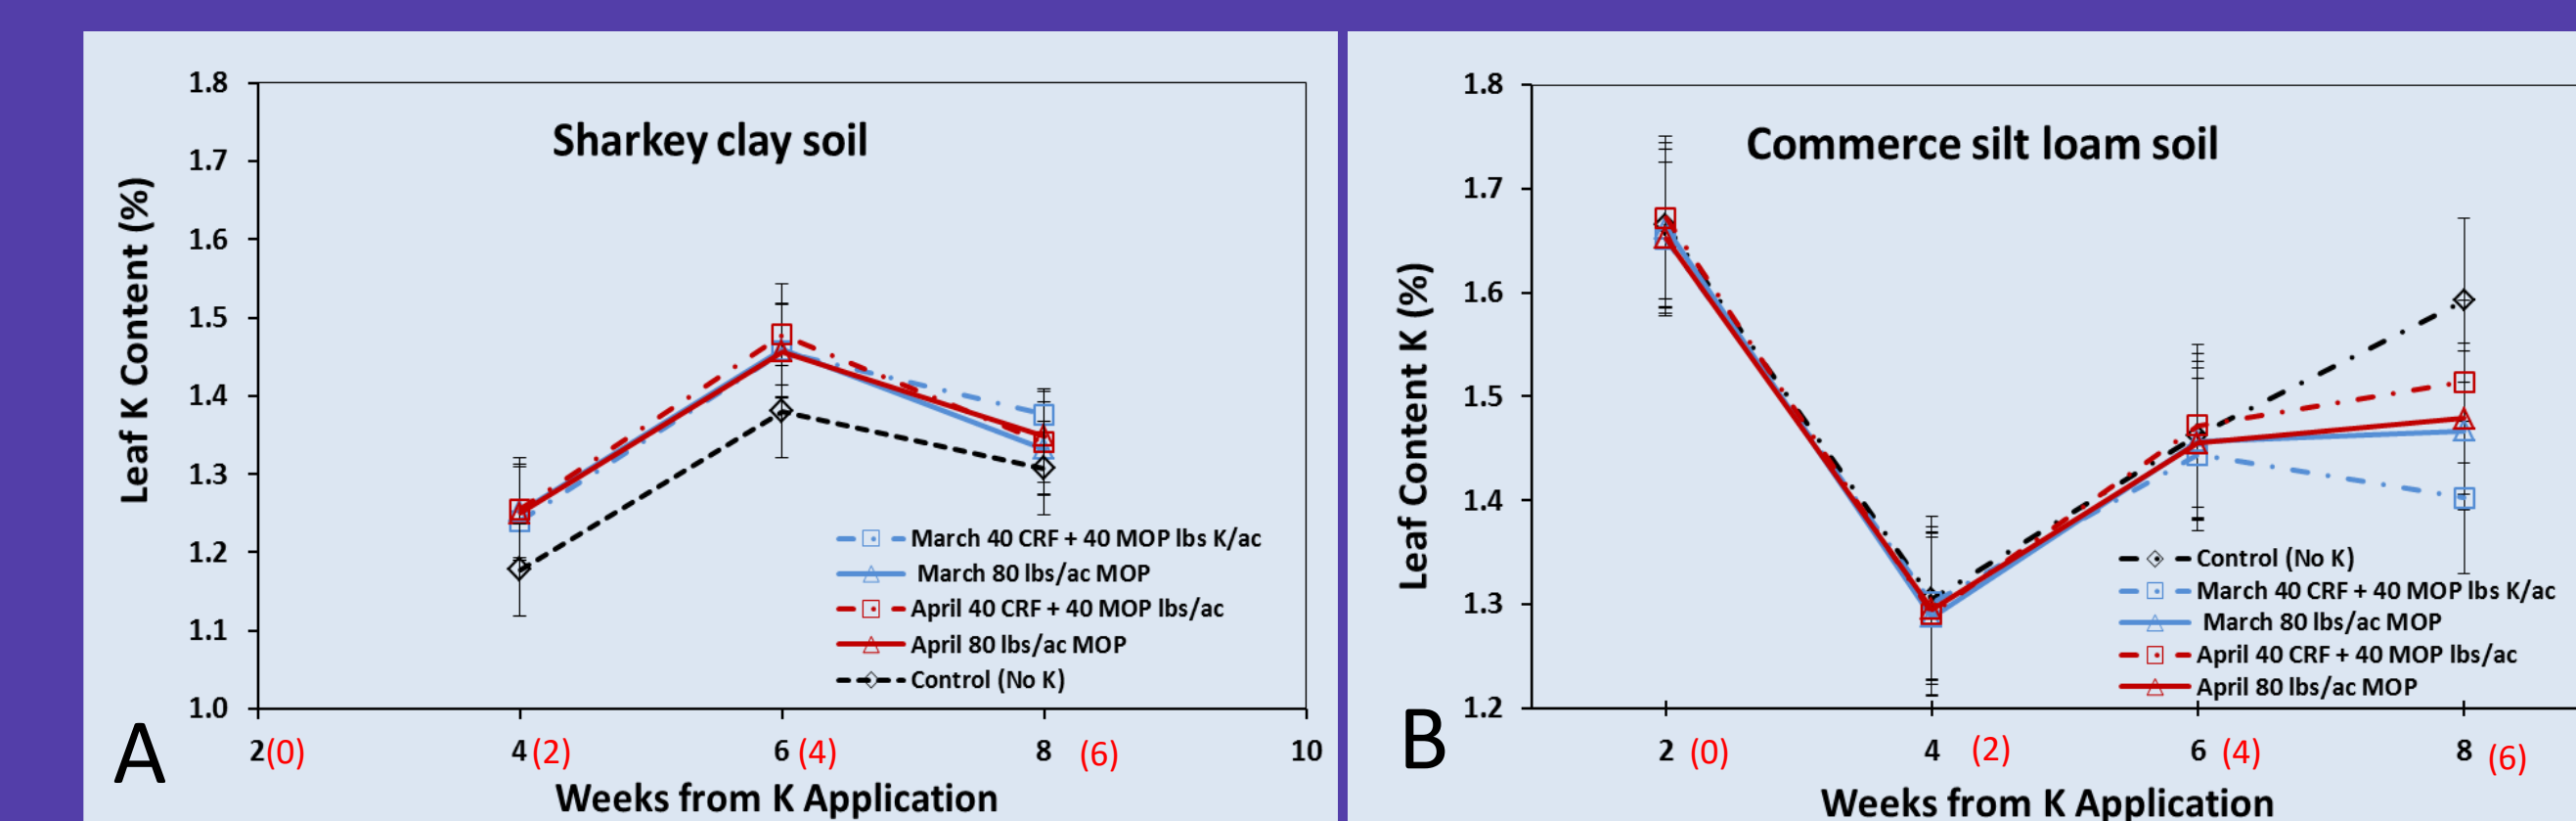 Sharkey clay soil
Leaf K Content (%)
1.8
1.7
1.6
1.5
1.4
1.3
1.2
1.1
1.0
March 40 CRF + 40 MOP lbs K/ac
March 80 lbs/ac MOP
April 40 CRF + 40 MOP lbs/ac
April 80 lbs/ac MOP
Control (No K)
2(0) 4(2) 6(4) 8 (6) 10
A
Weeks from K Application
Commerce silt loam soil
Leaf Content K (%)
1.8
1.7
1.6
1.5
1.4
1.3
1.2
Control (No K)
March 40 CRF + 40 MOP lbs K/ac
March 80 lbs/ac MOP
April 40 CRF + 40 MOP lbs/ac
April 80 lbs/ac MOP
B
2 (0) 4 (2) 6 (4) 8 (6)
Weeks from K Application